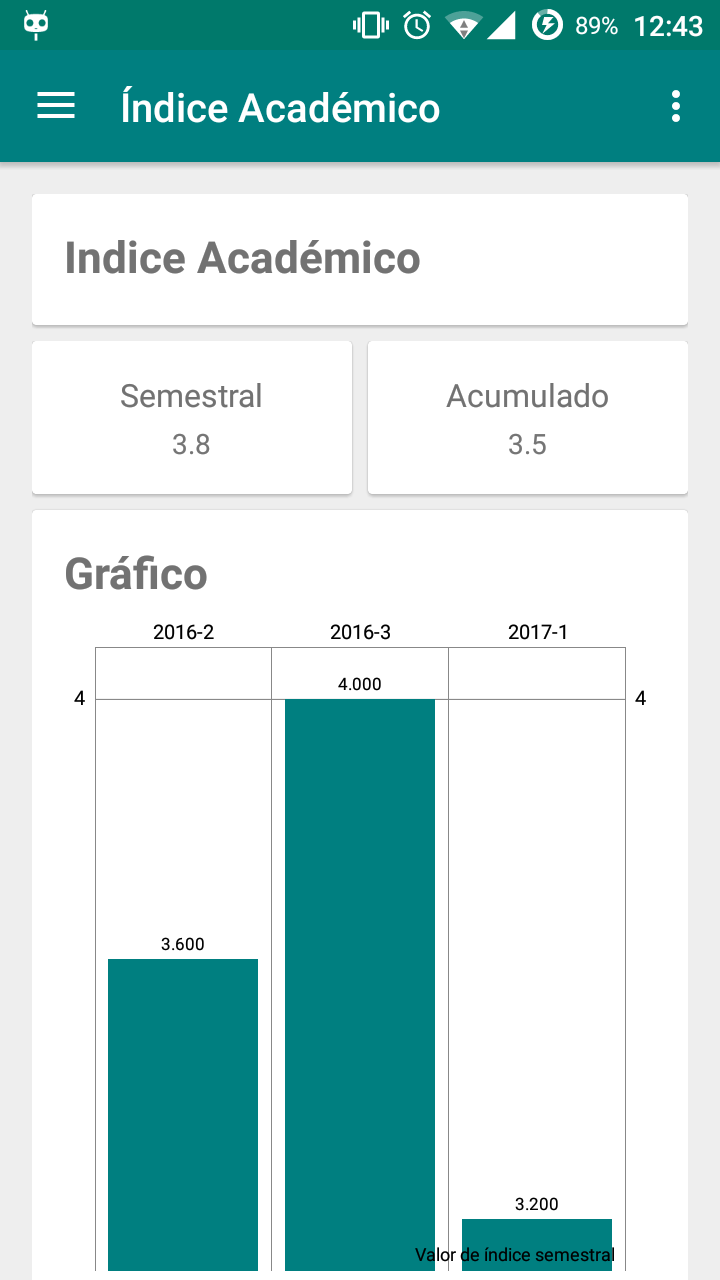 89% 12:43
Índice Académico
Indice Académico
Semestral
3.8
Acumulado
3.5
Gráfico
2016-2 2016-3 2017-1
4.000
4 4
3.600
3.200
Valor de índice semestral